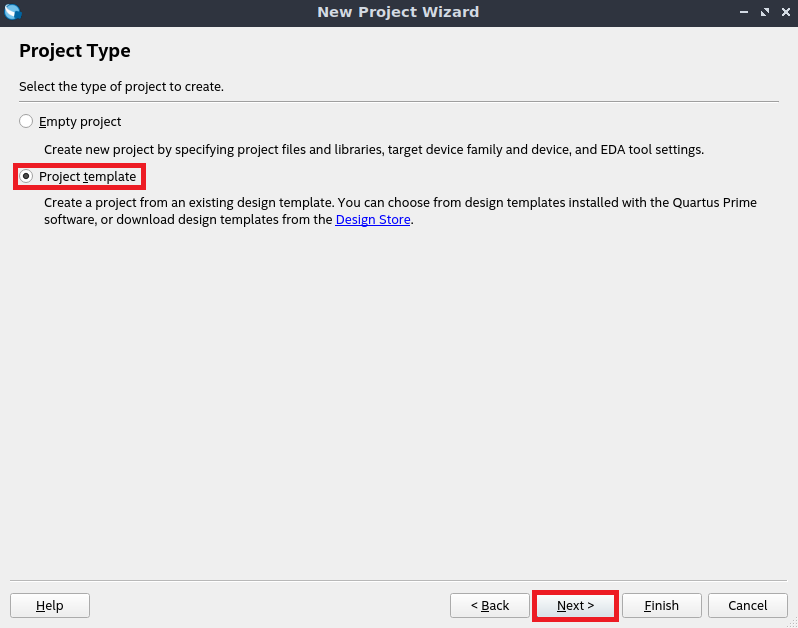 New Project Wizard
Project Type
Select the type of project to create.
Empty project
Create new project by specifying project files and libraries, target device family and device, and EDA tool settings.
Project template
Create a project from an existing design template. You can choose from design templates installed with the Quartus Prime
software, or download design templates from the Design Store.
Help
< Back
Next >
Finish
Cancel